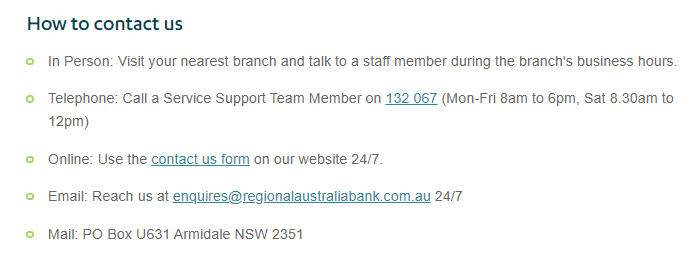 How to contact us
In Person: Visit your nearest branch and talk to a staff member during the branch's business hours.
Telephone: Call a Service Support Team Member on 132 067 (Mon-Fri 8am to 6pm, Sat 8.30am to
12pm)
Online: Use the contact us form on our website 24/7.
Email: Reach us at enquires@regionalaustraliabank.com.au 24/7
Mail: PO Box U631 Armidale NSW 2351